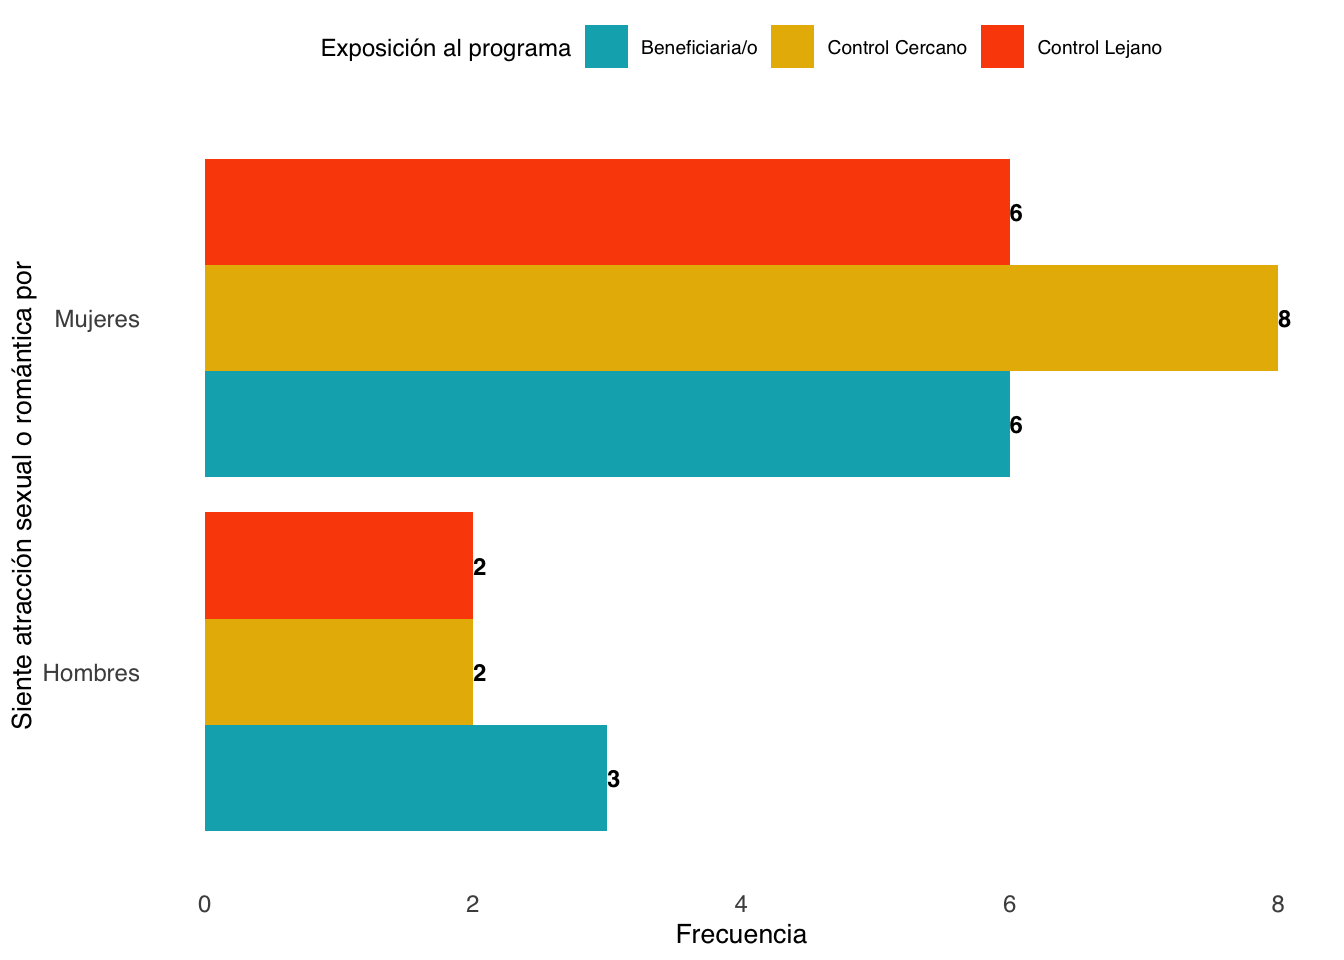 Exposición al programa Beneficiaria/o Control Cercano Control Lejano
Siente atracción sexual o romántica por
Mujeres
6
8
6
Hombres
2
2
3
0 2 4 6 8
Frecuencia